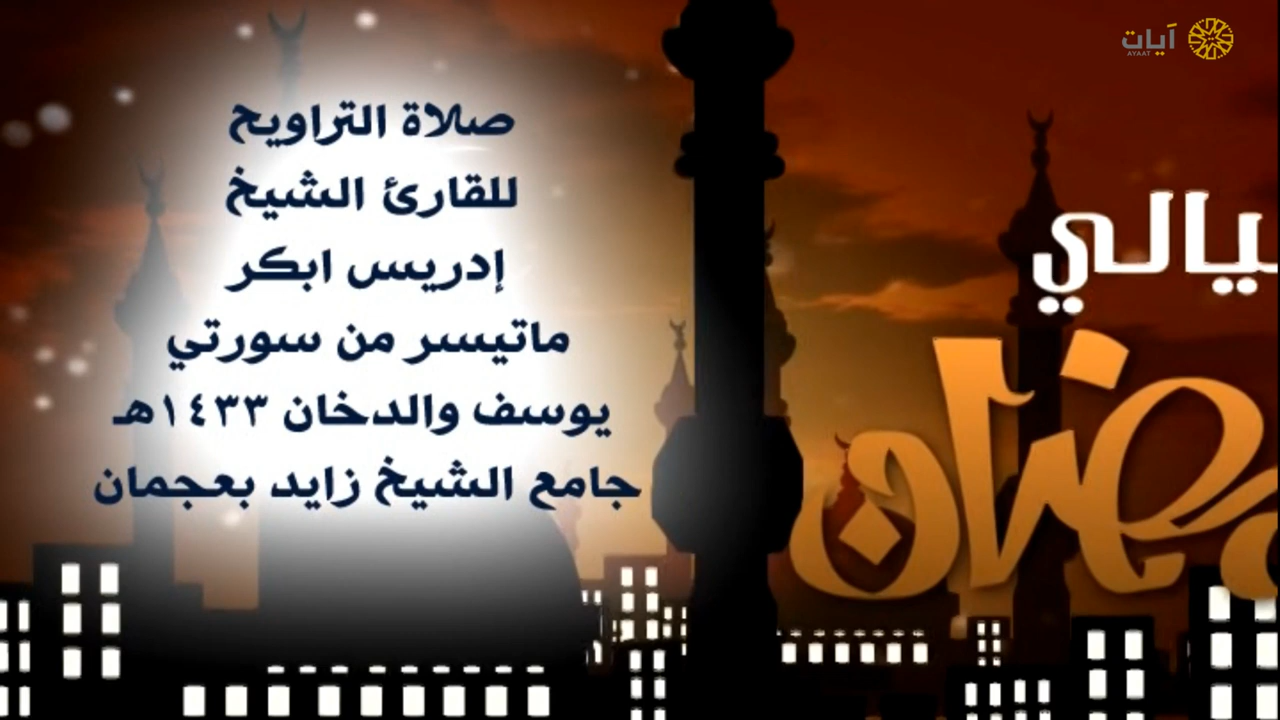 آيات
AYAAT
صلاة التراويح
للقارئ الشيخ
إدريس ابكر
ماتيسر من سورتي
يوسف والدخان ١٤٣٣هـ
جامع الشيخ زايد بعجمان
ليالي
رمضان